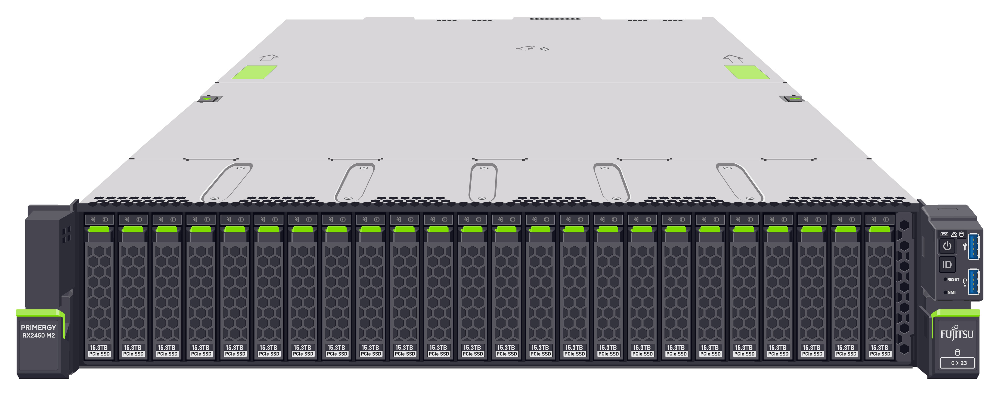 CSS
ID
RESET
NMI
PRIMERGY
RX2450 M2
15.3TB 15.3TB 15.3TB 15.3TB 15.3TB 15.3TB 15.3TB 15.3TB 15.3TB 15.3TB 15.3TB 15.3TB 15.3TB 15.3TB 15.3TB 15.3TB 15.3TB 15.3TB 15.3TB 15.3TB 15.3TB 15.3TB 15.3TB 15.3TB
PCIe SSD PCIe SSD PCIe SSD PCIe SSD PCIe SSD PCIe SSD PCIe SSD PCIe SSD PCIe SSD PCIe SSD PCIe SSD PCIe SSD PCIe SSD PCIe SSD PCIe SSD PCIe SSD PCIe SSD PCIe SSD PCIe SSD PCIe SSD PCIe SSD PCIe SSD PCIe SSD PCIe SSD
FUJITSU
0 > 23